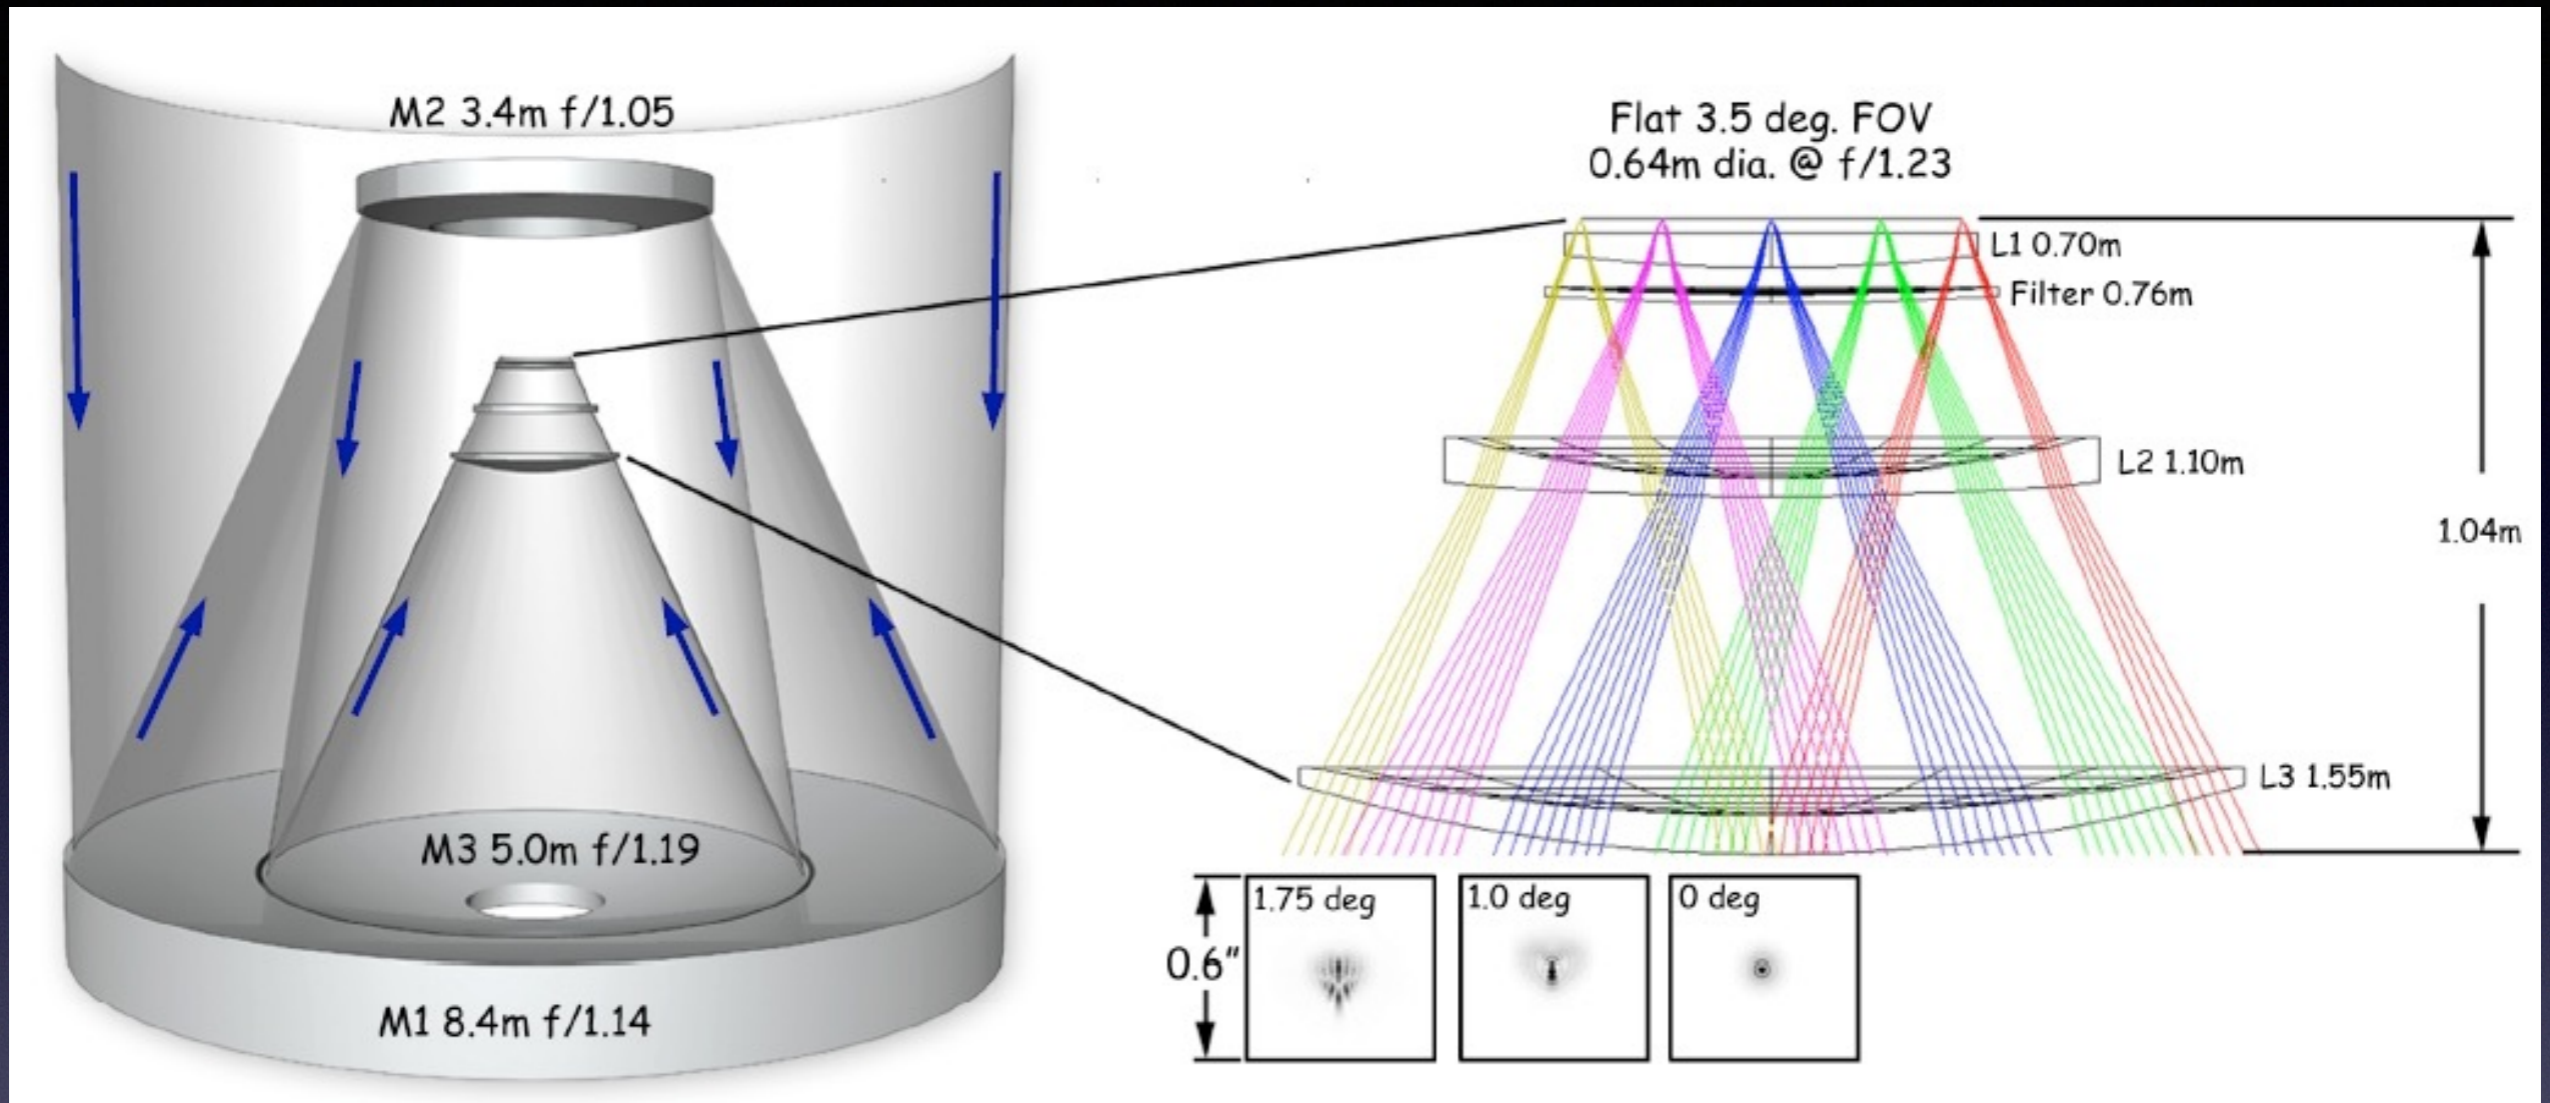 M2 3.4m f/1.05
M3 5.0m f/1.19
M1 8.4m f/1.14
Flat 3.5 deg. FOV
0.64m dia. @ f/1.23
L1 0.70m
Filter 0.76m
L2 1.10m
1.04m
L3 1.55m
0.6"
1.75 deg
1.0 deg
0 deg